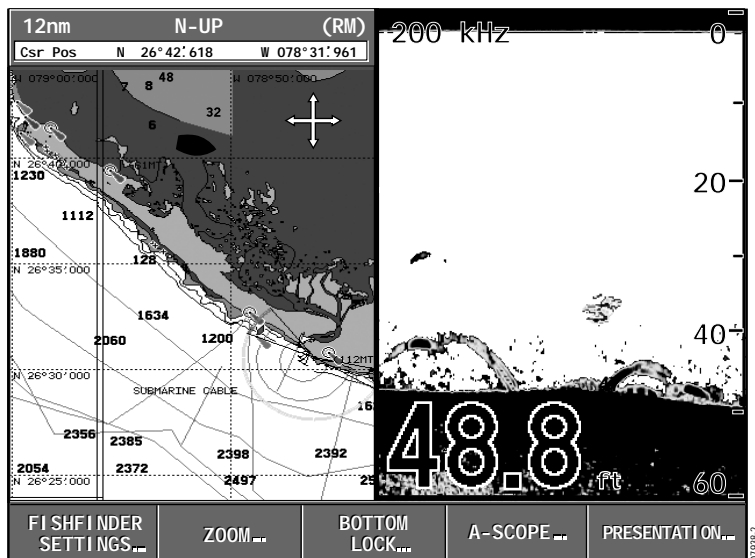 12nm N-UP (RM)
Csr Pos N 26°42'.618 W 078°31'.961
W 079°00'.000 W 078°50'.000
7 8 48
32
6
N 26°40'.000 61MT
1230
1112
1880 128
N 26°35'.000
1634
2060 1200
112MT
N 26°30'.000
SUBMARINE CABLE
2356
2385
2398 2392
2054 2372
N 26°25'.000 2497
200 kHz 0
20
40
60
48.8 ft
FISHFINDER SETTINGS...
ZOOM...
BOTTOM LOCK...
A-SCOPE...
PRESENTATION...